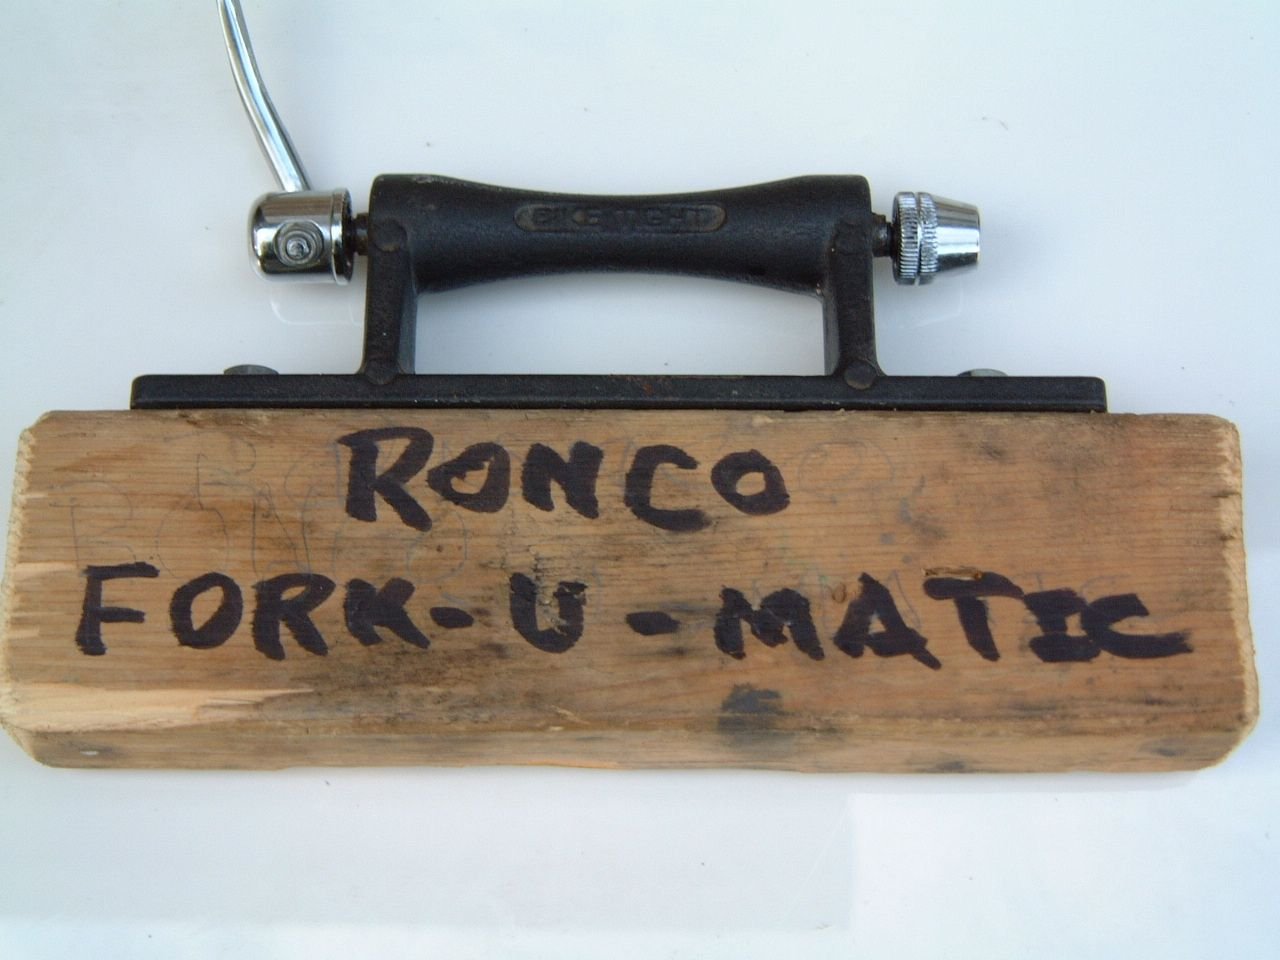 BIKE TIGHT
RONCO
FORK-U-MATIC